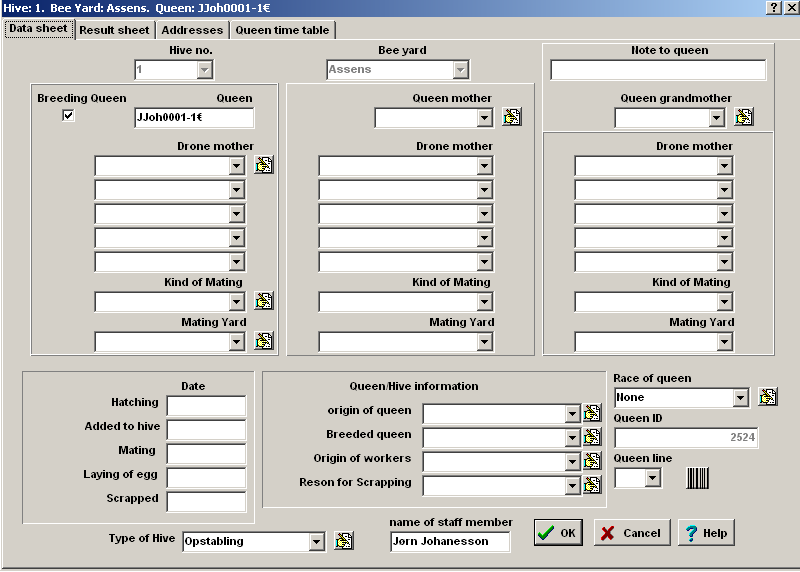 Hive: 1. Bee Yard: Assens. Queen: JJoh0001-1€
Data sheet Result sheet Addresses Queen time table
Hive no. Bee yard Note to queen
1 Assens
Breeding Queen Queen Queen mother Queen grandmother
JJoh0001-1€
Drone mother Drone mother Drone mother
Kind of Mating Kind of Mating Kind of Mating
Mating Yard Mating Yard Mating Yard
Date
Hatching
Added to hive
Mating
Laying of egg
Scrapped
Queen/Hive information
origin of queen
Breeded queen
Origin of workers
Reson for Scrapping
Race of queen
None
Queen ID
2524
Queen line
Type of Hive Opstabling
name of staff member
Jørn Johanesson
OK Cancel Help